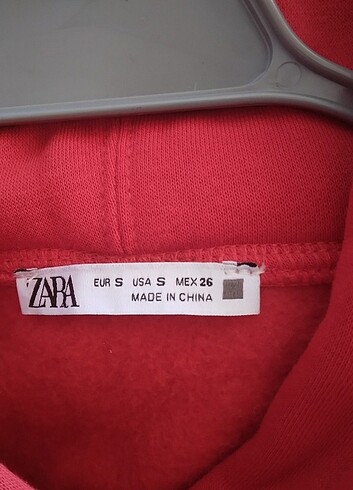 ZARA
EUR S USA S MEX 26
MADE IN CHINA